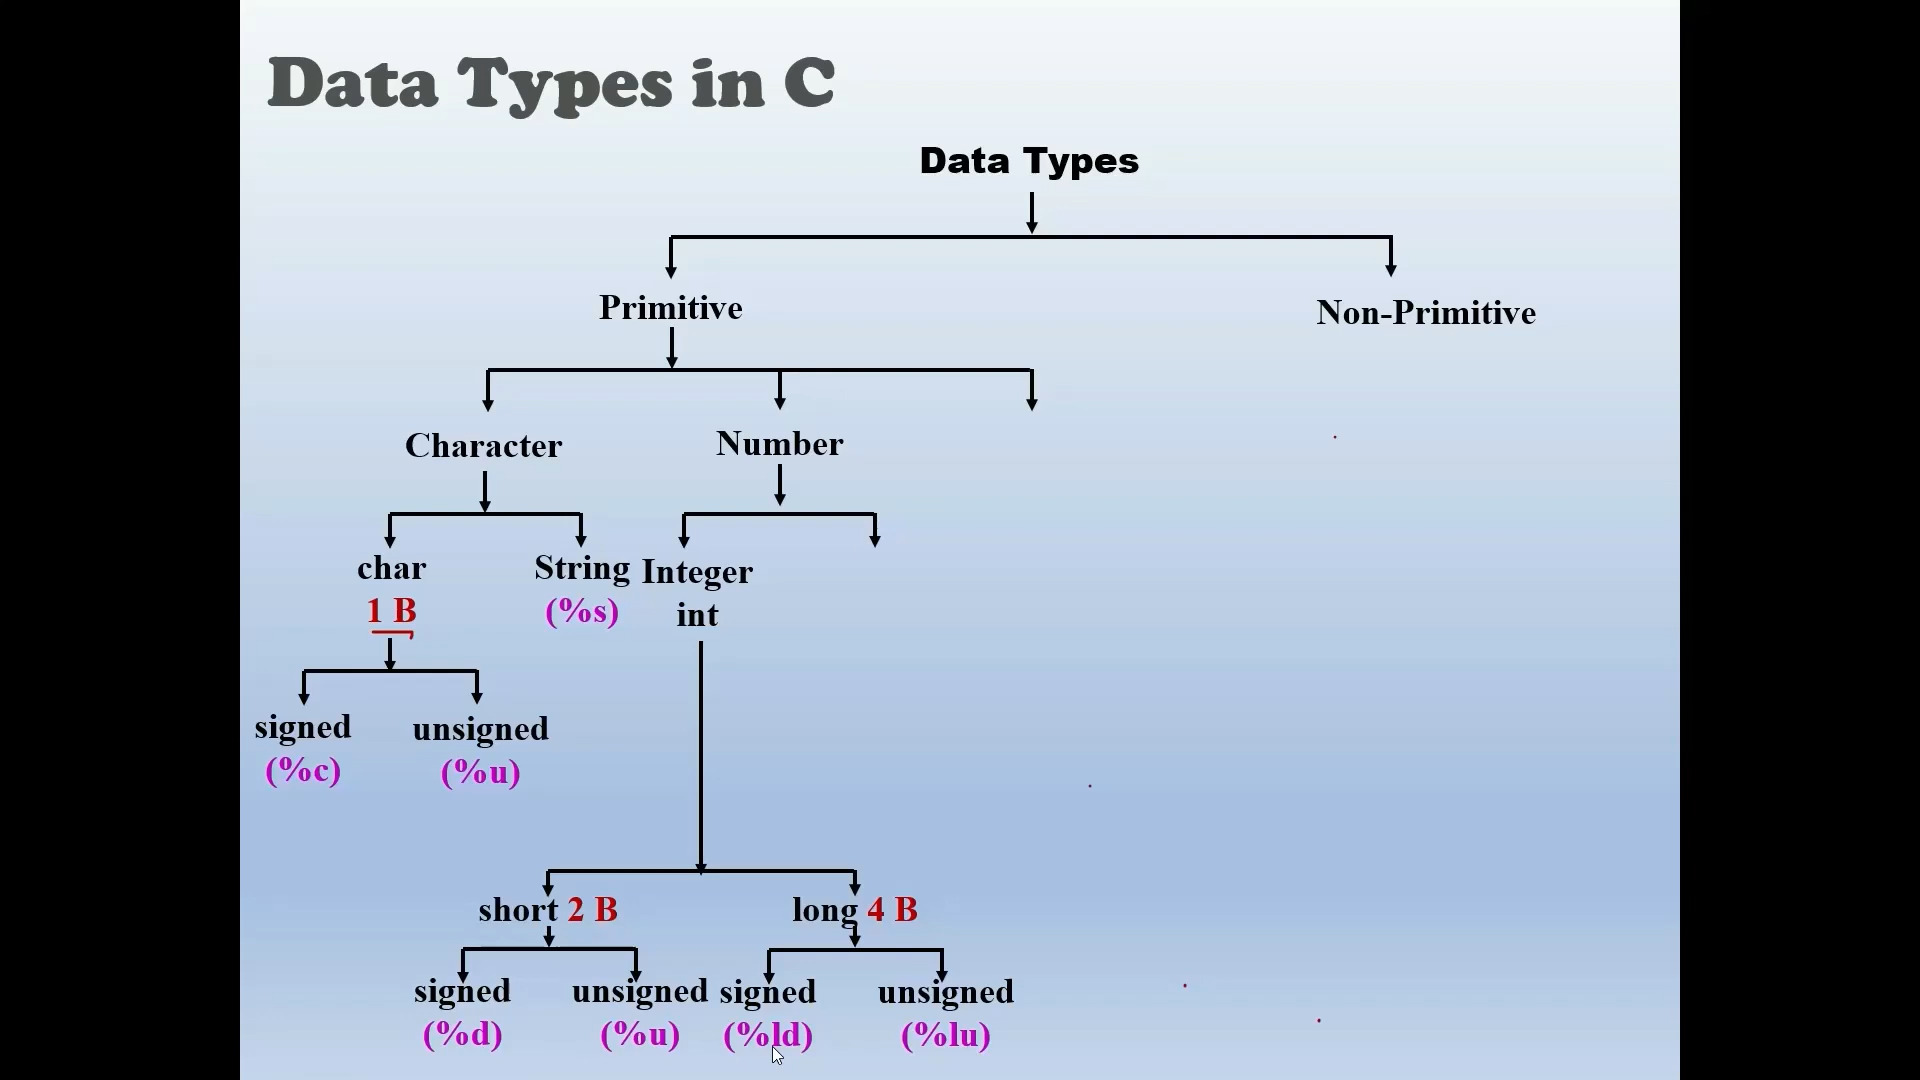 Data Types in C
Data Types
Primitive
Non-Primitive
Character
Number
char
String
Integer
1 B
(%s)
int
signed
unsigned
(%c)
(%u)
short 2 B
long 4 B
signed
unsigned
signed
unsigned
(%d)
(%u)
(%ld)
(%lu)